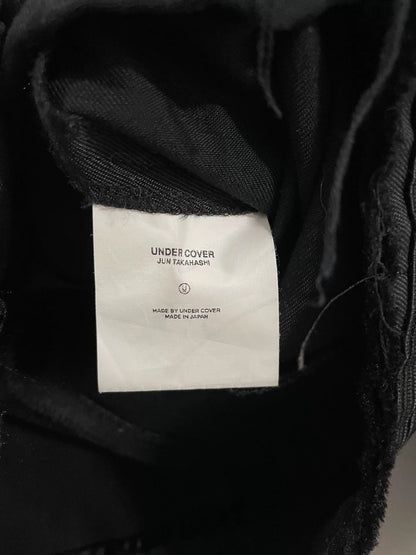 UNDER COVER
JUN TAKAHASHI
U
MADE BY UNDER COVER
MADE IN JAPAN